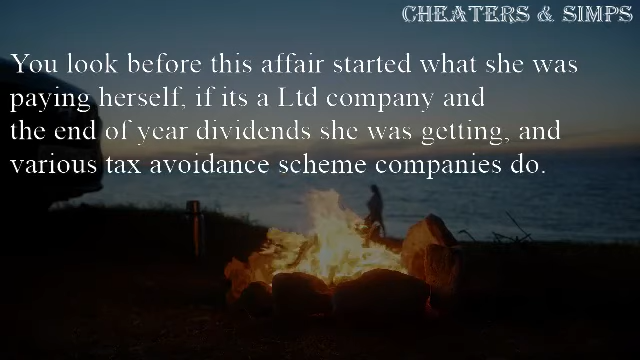 CHEATERS & SIMPS
You look before this affair started what she was
paying herself, if its a Ltd company and
the end of year dividends she was getting, and
various tax avoidance scheme companies do.